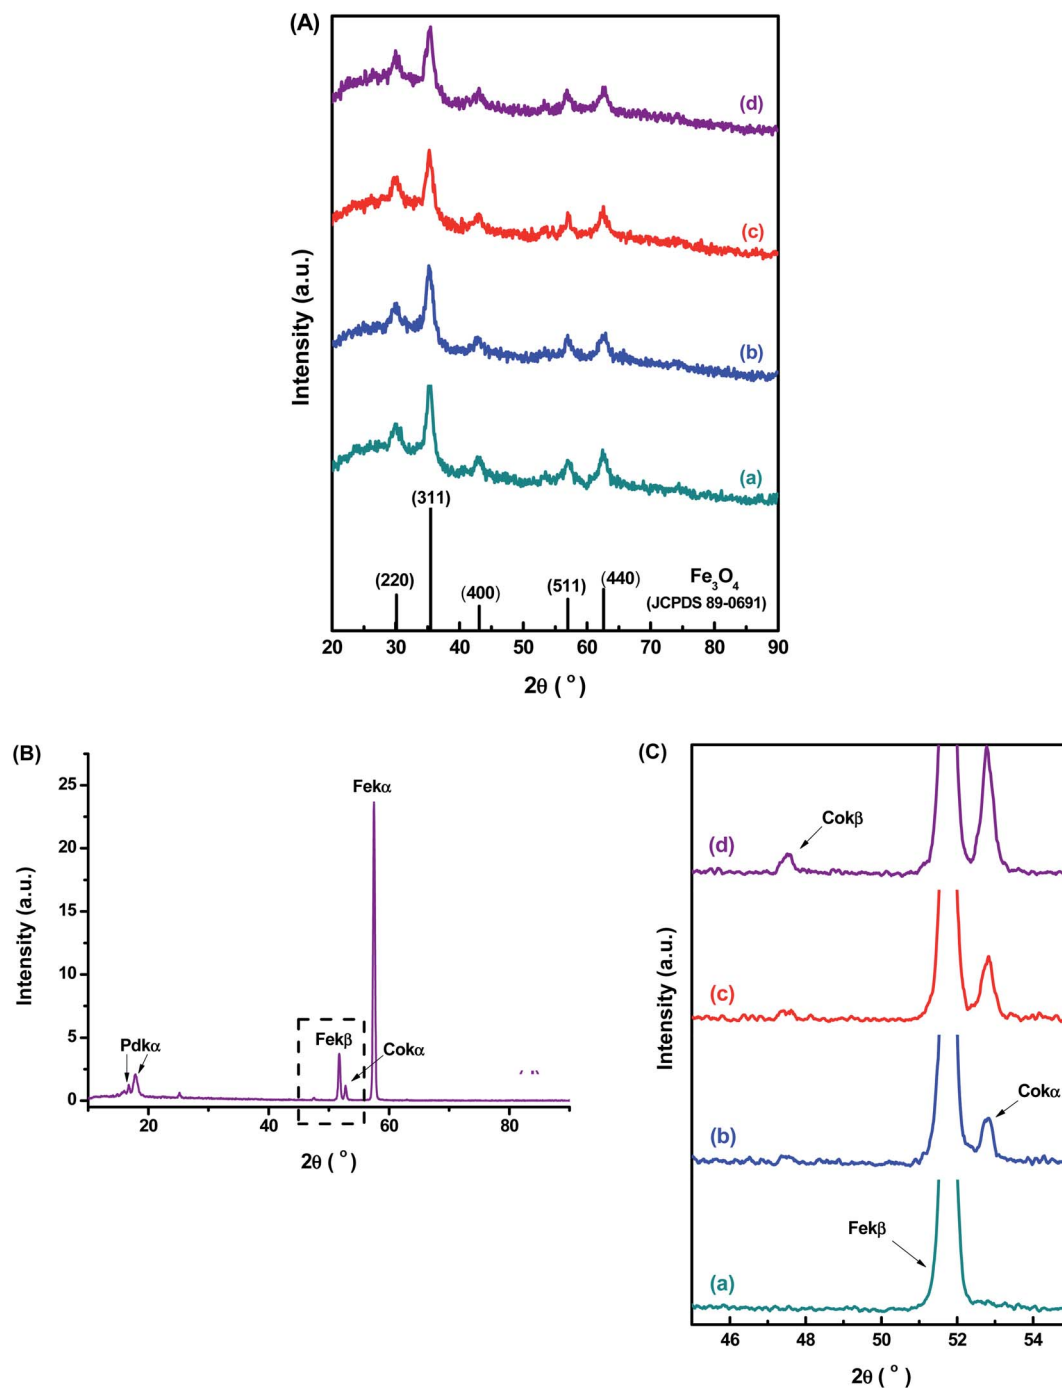 (A)
(d)
(c)
(b)
(a)
(311)
(220)
(400)
(511)
(440)
Fe₃O₄
(JCPDS 89-0691)
Intensity (a.u.)
20 30 40 50 60 70 80 90
2θ ( ° )
(B)
Fekα
25
20
15
10
5
0
Intensity (a.u.)
Pdkα
Fekβ
Cokα
20 40 60 80
2θ ( ° )
(C)
Cokβ
(d)
(c)
(b)
Cokα
Fekβ
(a)
Intensity (a.u.)
46 48 50 52 54
2θ ( ° )